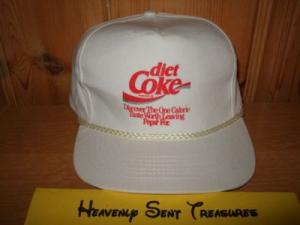 diet
Coke
Discover The One Calorie
Taste Worth Leaving
Pepsi For.
Heavenly Sent Treasures